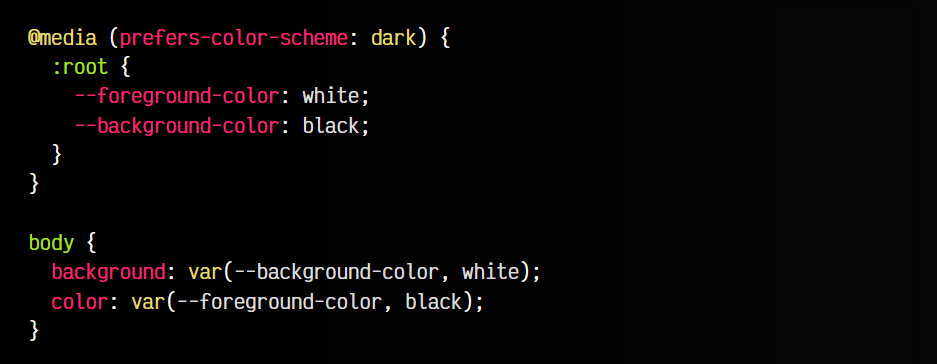 @media (prefers-color-scheme: dark) {
  :root {
    --foreground-color: white;
    --background-color: black;
  }
}

body {
  background: var(--background-color, white);
  color: var(--foreground-color, black);
}